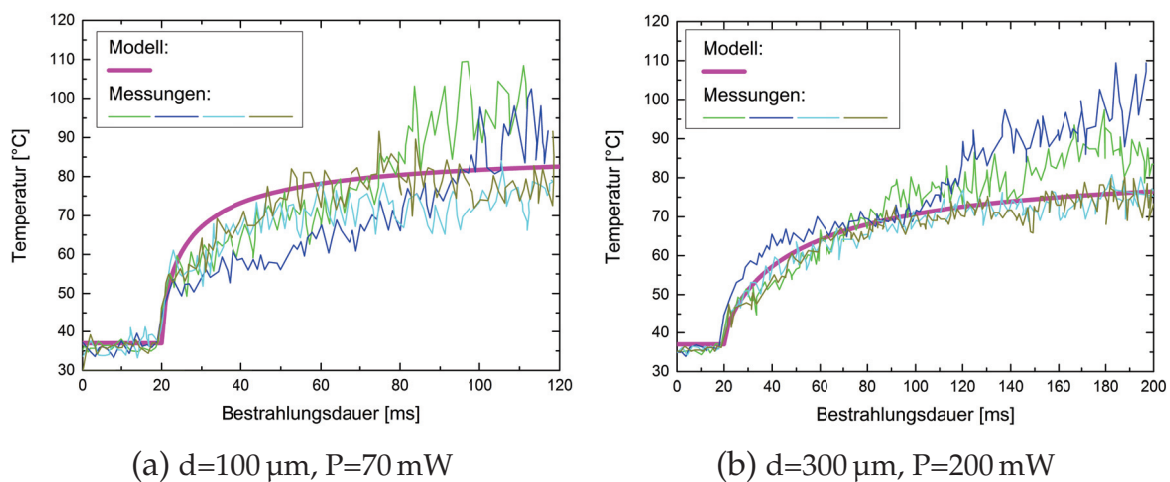 120
110
100
90
80
70
60
50
40
30
Temperatur [°C]
Modell:
Messungen:
0 20 40 60 80 100 120
Bestrahlungsdauer [ms]
(a) d=100 µm, P=70 mW
120
110
100
90
80
70
60
50
40
30
Temperatur [°C]
Modell:
Messungen:
0 20 40 60 80 100 120 140 160 180 200
Bestrahlungsdauer [ms]
(b) d=300 µm, P=200 mW